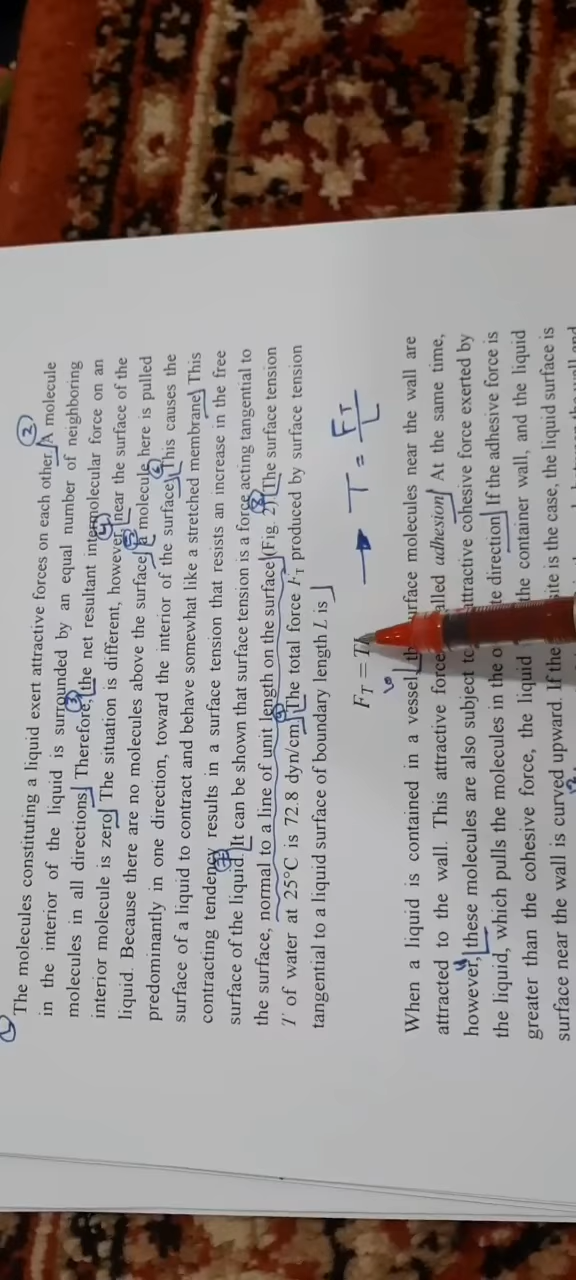 The molecules constituting a liquid exert attractive forces on each other. A molecule
in the interior of the liquid is surrounded by an equal number of neighboring
molecules in all directions. Therefore, the net resultant intermolecular force on an
interior molecule is zero. The situation is different, however, near the surface of the
liquid. Because there are no molecules above the surface, a molecule here is pulled
predominantly in one direction, toward the interior of the surface. This causes the
surface of a liquid to contract and behave somewhat like a stretched membrane. This
contracting tendency results in a surface tension that resists an increase in the free
surface of the liquid. It can be shown that surface tension is a force acting tangential to
the surface, normal to a line of unit length on the surface (Fig. 2). The surface tension
T of water at 25°C is 72.8 dyn/cm. The total force F_T produced by surface tension
tangential to a liquid surface of boundary length L is
F_T = → T = F_T/L
When a liquid is contained in a vessel, surface molecules near the wall are
attracted to the wall. This attractive force called adhesion. At the same time,
however, these molecules are also subject attractive cohesive force exerted by
the liquid, which pulls the molecules in the direction. If the adhesive force is
greater than the cohesive force, the liquid the container wall, and the liquid
surface near the wall is curved upward. If the is the case, the liquid surface is